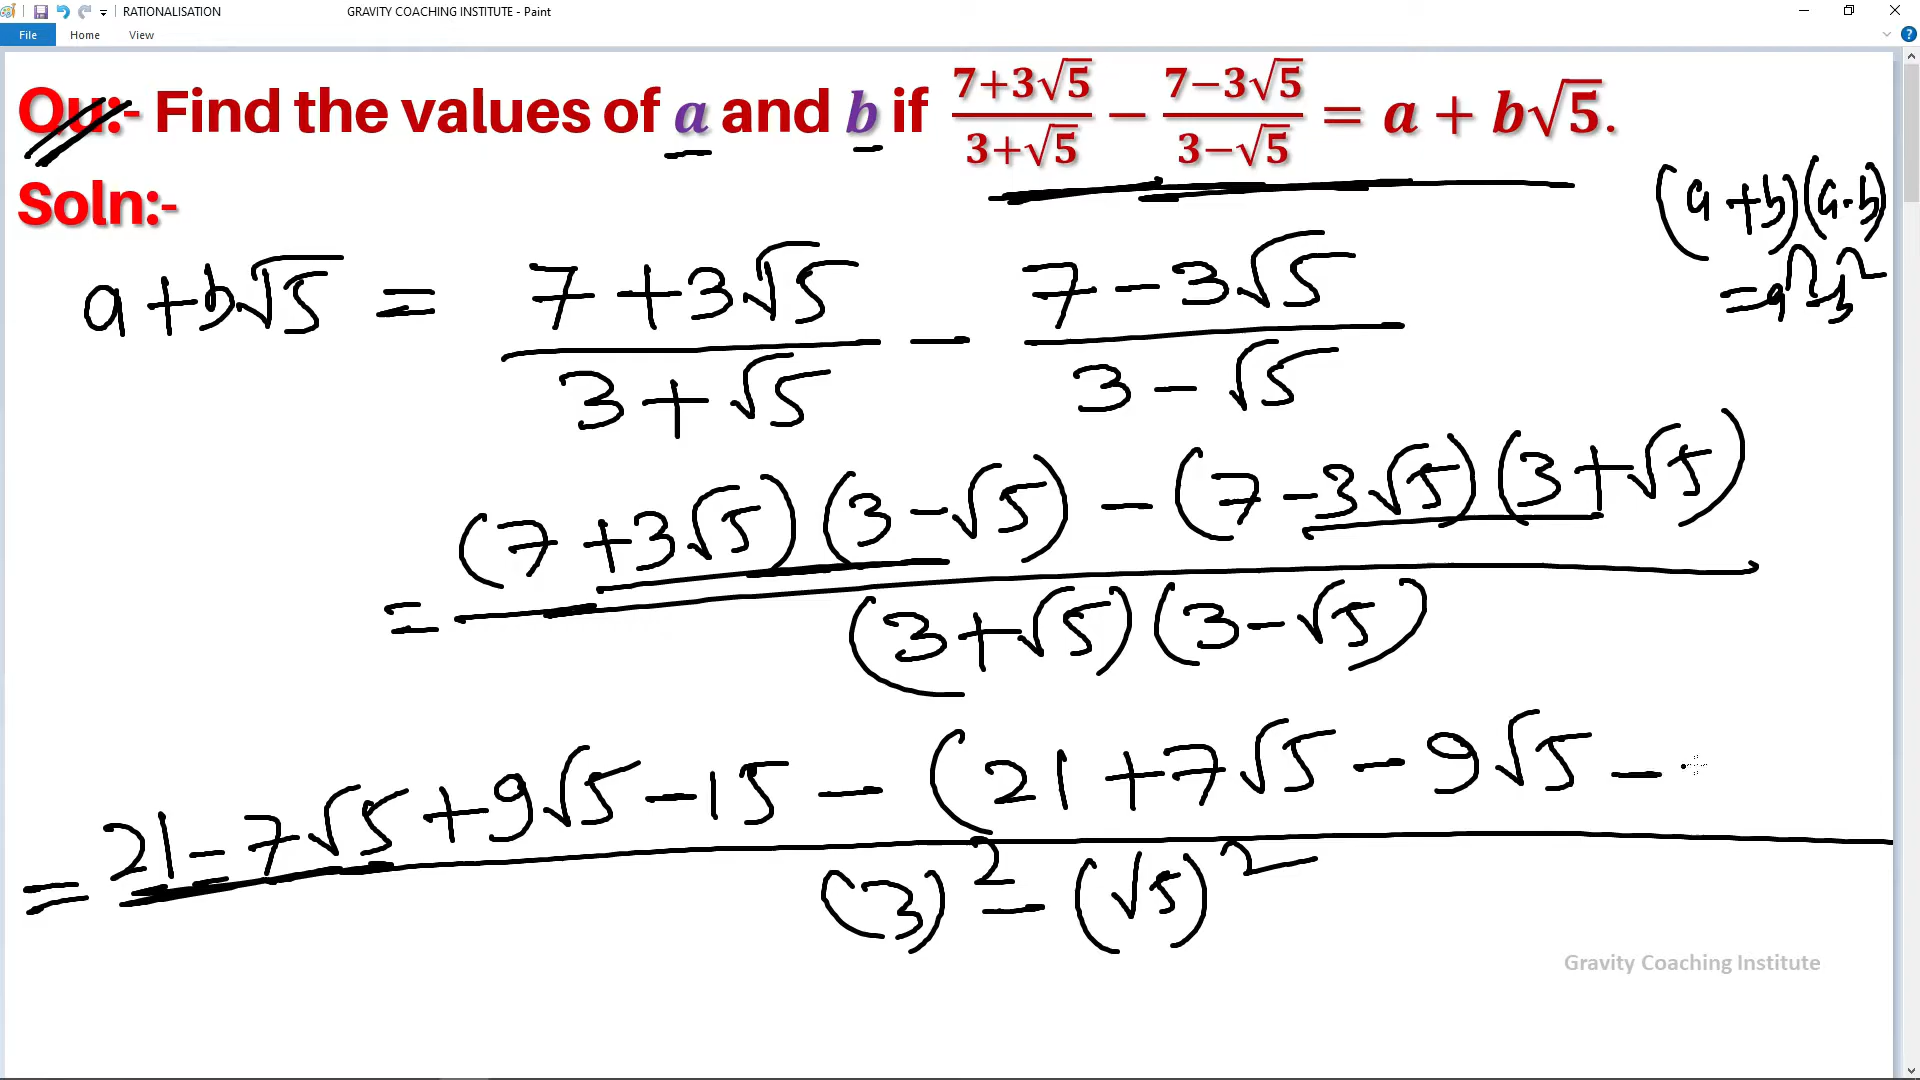 RATIONALISATION GRAVITY COACHING INSTITUTE - Paint
File Home View
Qu:- Find the values of a and b if (7+3√5)/(3+√5) − (7−3√5)/(3−√5) = a + b√5.
Soln:-
(a+b)(a-b)
=a²-b²
a+b√5 = (7+3√5)/(3+√5) − (7−3√5)/(3−√5)
= ((7+3√5)(3−√5) − (7−3√5)(3+√5))/((3+√5)(3−√5))
= (21−7√5+9√5−15 − (21+7√5−9√5−)/((3)²−(√5)²)
Gravity Coaching Institute